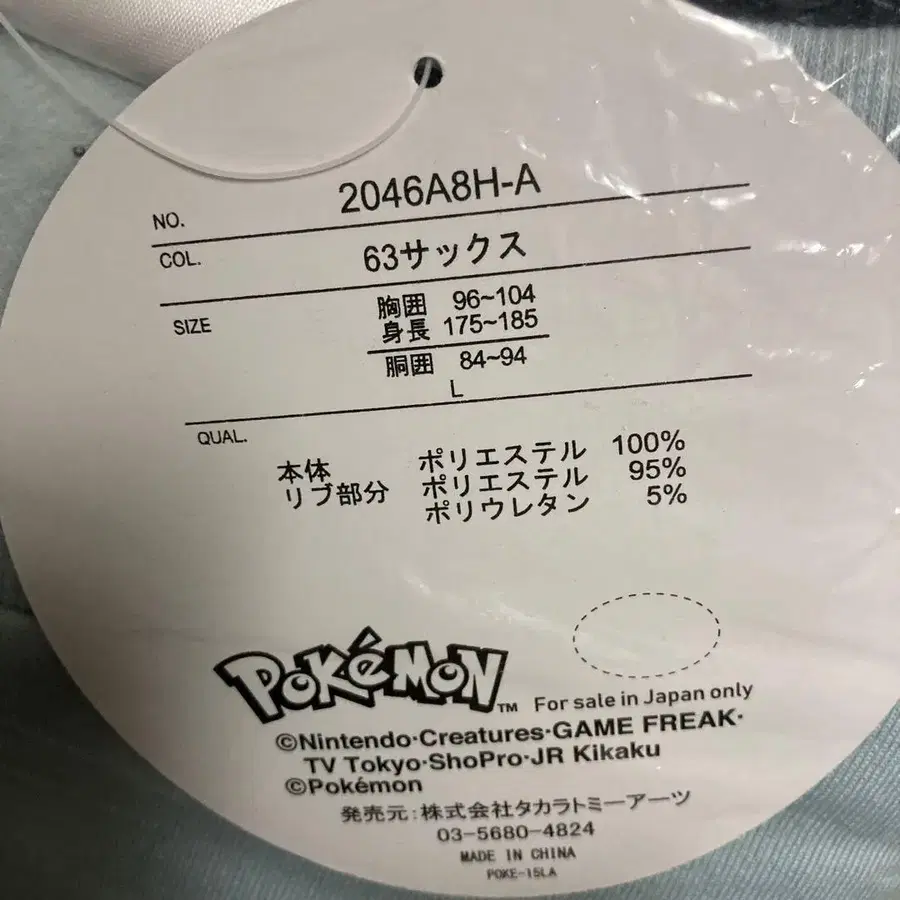 NO. 2046A8H-A
COL. 63サックス
SIZE
胸囲 96~104
身長 175~185
胴囲 84~94
L
QUAL.
本体 ポリエステル 100%
リブ部分 ポリエステル 95%
ポリウレタン 5%
POKéMON™ For sale in Japan only
©Nintendo·Creatures·GAME FREAK·
TV Tokyo·ShoPro·JR Kikaku
©Pokémon
発売元:株式会社タカラトミーアーツ
03-5680-4824
MADE IN CHINA
POKE-15LA